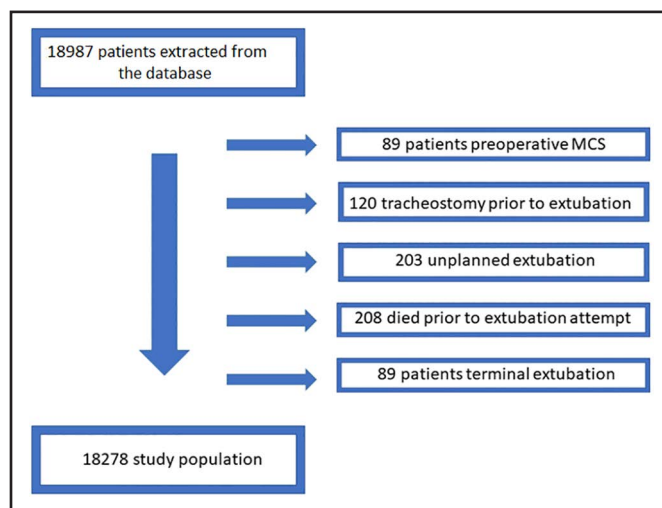 18987 patients extracted from
the database
89 patients preoperative MCS
120 tracheostomy prior to extubation
203 unplanned extubation
208 died prior to extubation attempt
89 patients terminal extubation
18278 study population